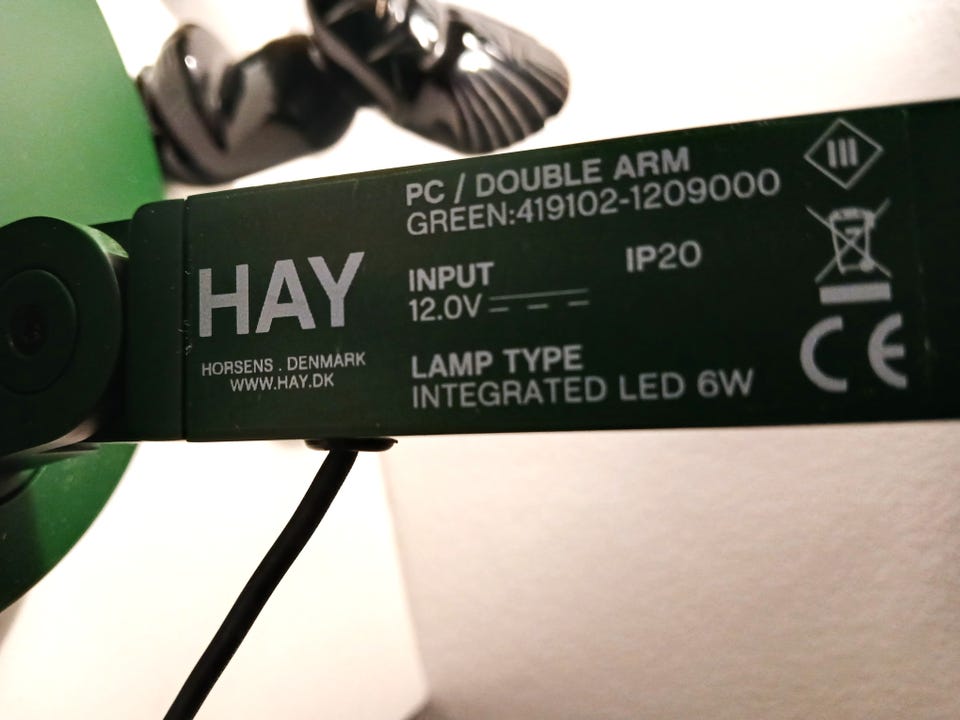 HAY
HORSENS . DENMARK
WWW.HAY.DK
PC / DOUBLE ARM
GREEN:419102-1209000
INPUT
12.0V
IP20
LAMP TYPE
INTEGRATED LED 6W
III
CE